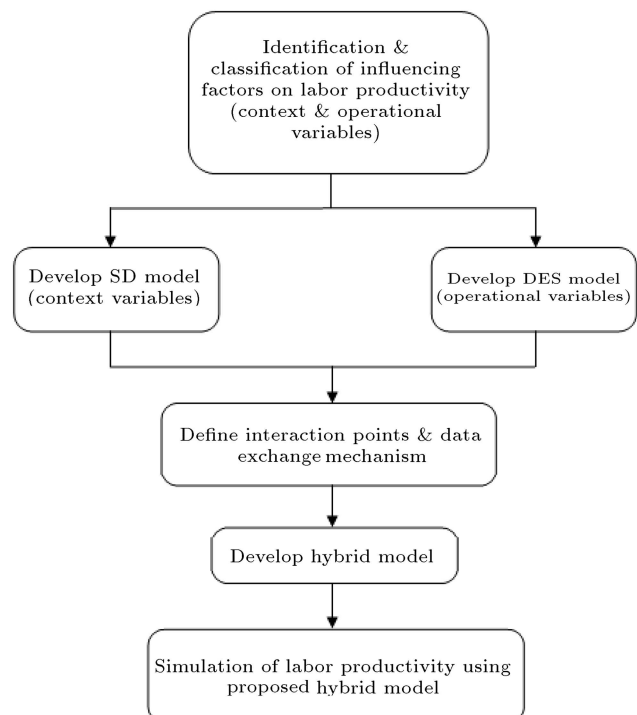 Identification &
classification of influencing
factors on labor productivity
(context & operational
variables)
Develop SD model
(context variables)
Develop DES model
(operational variables)
Define interaction points & data
exchange mechanism
Develop hybrid model
Simulation of labor productivity using
proposed hybrid model